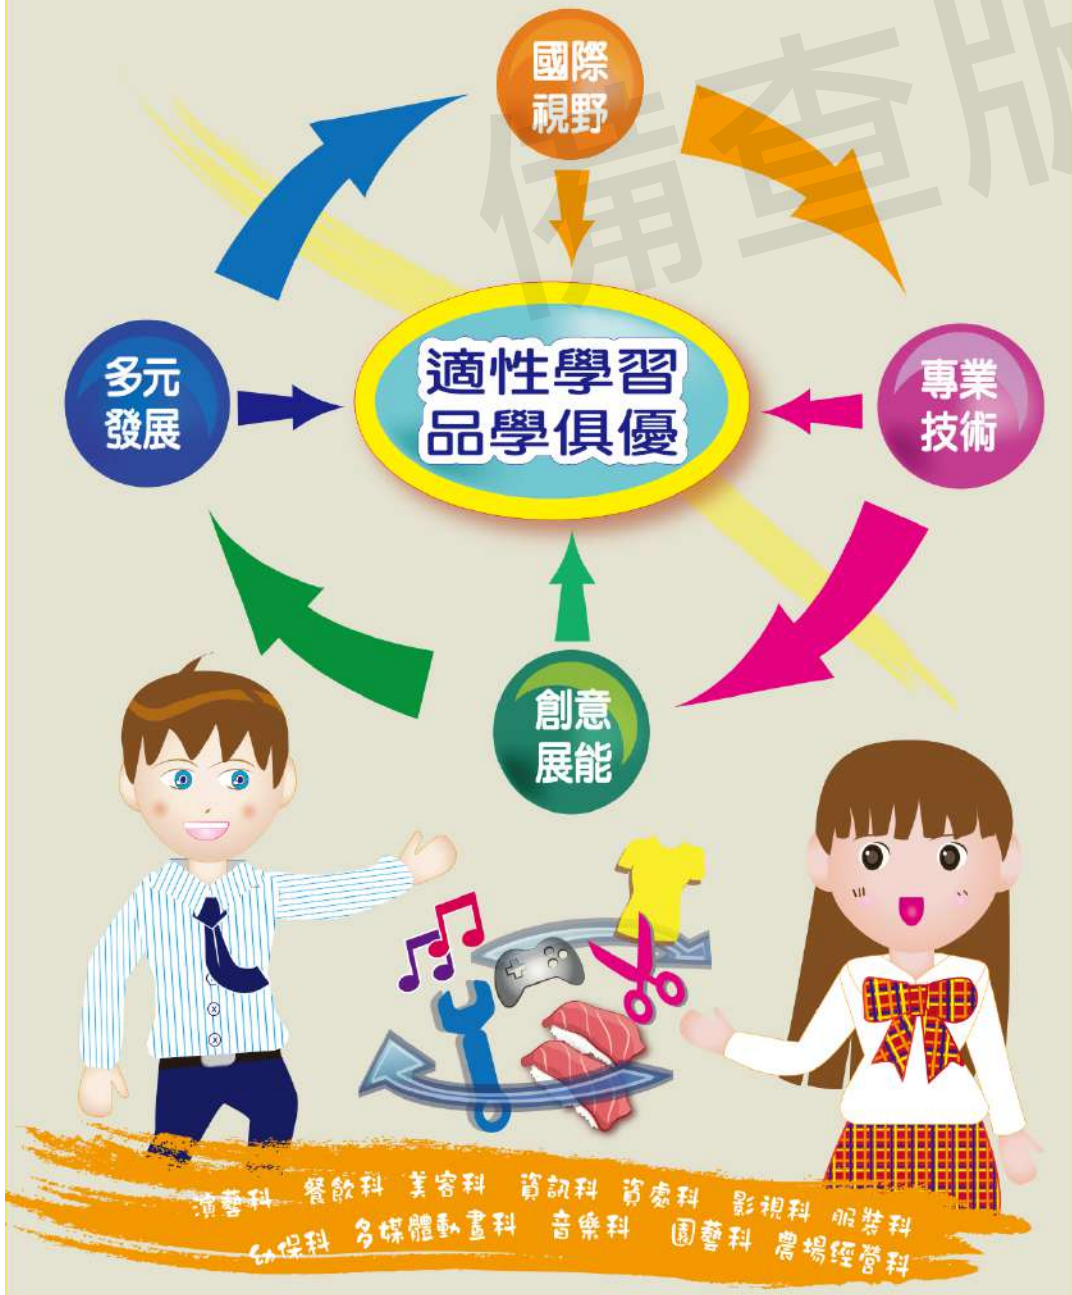 備查版
國際
視野
多元
發展
適性學習
品學俱優
專業
技術
創意
展能
演藝科 餐飲科 美容科 資訊科 資處科 影視科 服裝科
幼保科 多媒體動畫科 音樂科 園藝科 農場經營科